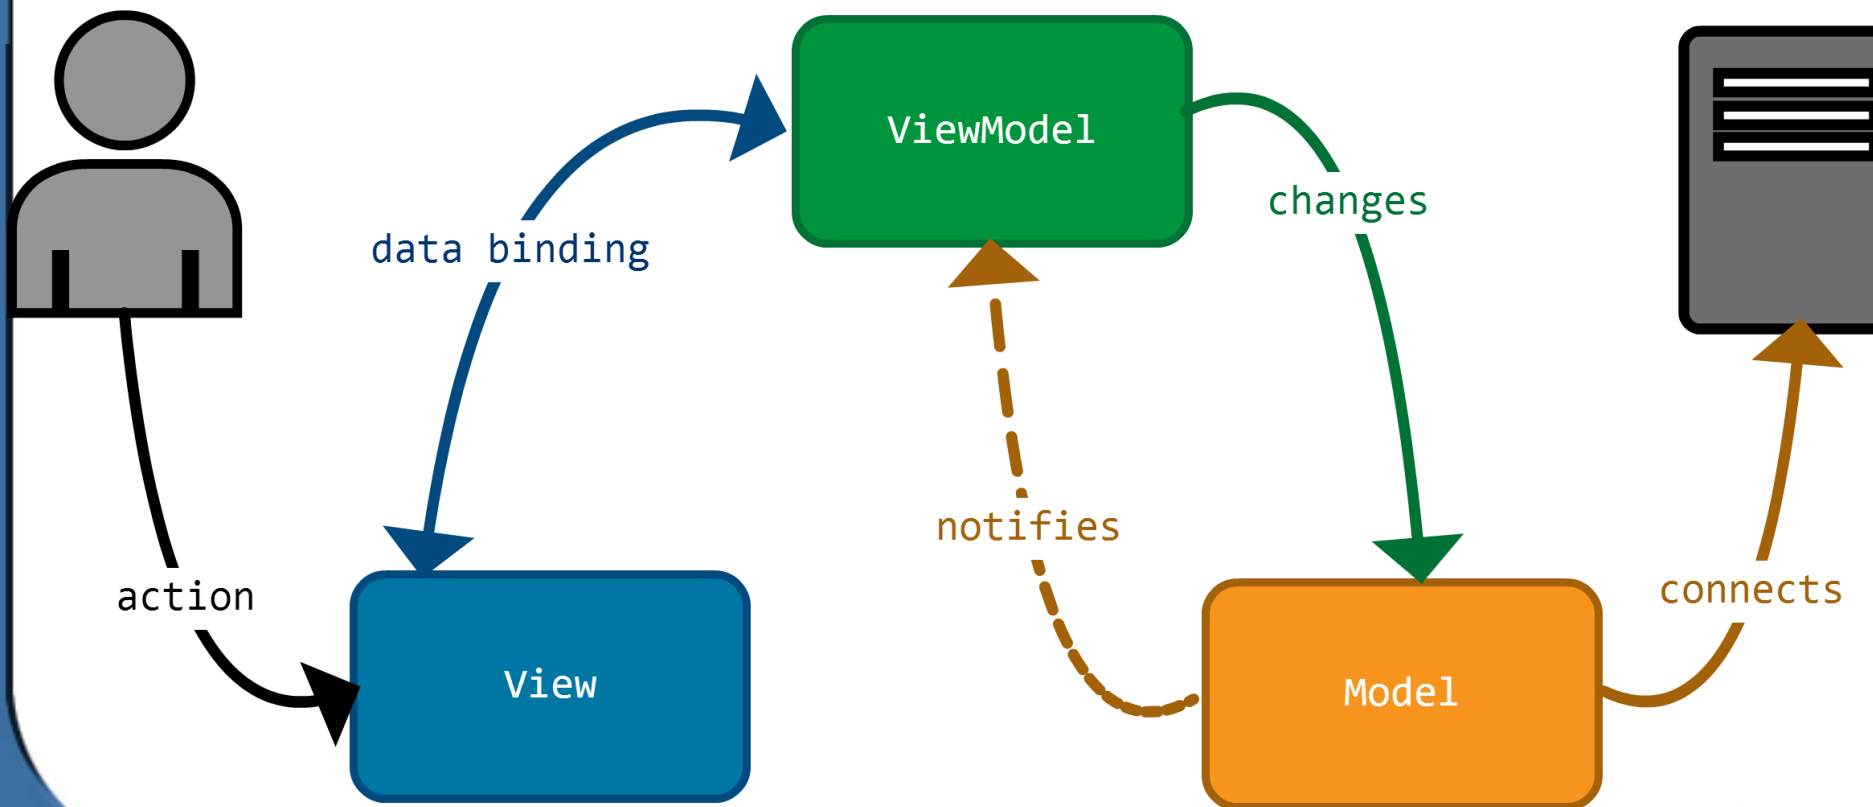 ViewModel
changes
data binding
notifies
connects
action
View
Model